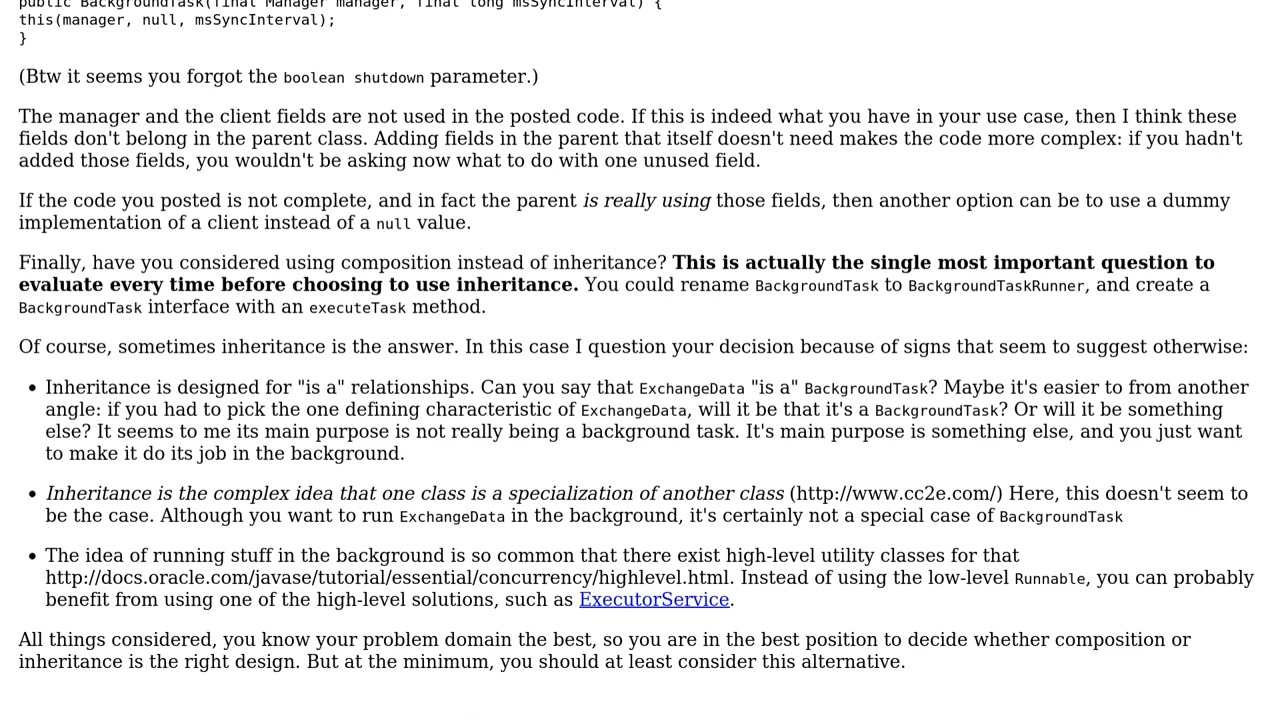 public BackgroundTask(final Manager manager, final long msSyncInterval) {
this(manager, null, msSyncInterval);
}
(Btw it seems you forgot the boolean shutdown parameter.)
The manager and the client fields are not used in the posted code. If this is indeed what you have in your use case, then I think these
fields don't belong in the parent class. Adding fields in the parent that itself doesn't need makes the code more complex: if you hadn't
added those fields, you wouldn't be asking now what to do with one unused field.
If the code you posted is not complete, and in fact the parent is really using those fields, then another option can be to use a dummy
implementation of a client instead of a null value.
Finally, have you considered using composition instead of inheritance? This is actually the single most important question to
evaluate every time before choosing to use inheritance. You could rename BackgroundTask to BackgroundTaskRunner, and create a
BackgroundTask interface with an executeTask method.
Of course, sometimes inheritance is the answer. In this case I question your decision because of signs that seem to suggest otherwise:
• Inheritance is designed for "is a" relationships. Can you say that ExchangeData "is a" BackgroundTask? Maybe it's easier to from another
angle: if you had to pick the one defining characteristic of ExchangeData, will it be that it's a BackgroundTask? Or will it be something
else? It seems to me its main purpose is not really being a background task. It's main purpose is something else, and you just want
to make it do its job in the background.
• Inheritance is the complex idea that one class is a specialization of another class (http://www.cc2e.com/) Here, this doesn't seem to
be the case. Although you want to run ExchangeData in the background, it's certainly not a special case of BackgroundTask
• The idea of running stuff in the background is so common that there exist high-level utility classes for that
http://docs.oracle.com/javase/tutorial/essential/concurrency/highlevel.html. Instead of using the low-level Runnable, you can probably
benefit from using one of the high-level solutions, such as ExecutorService.
All things considered, you know your problem domain the best, so you are in the best position to decide whether composition or
inheritance is the right design. But at the minimum, you should at least consider this alternative.